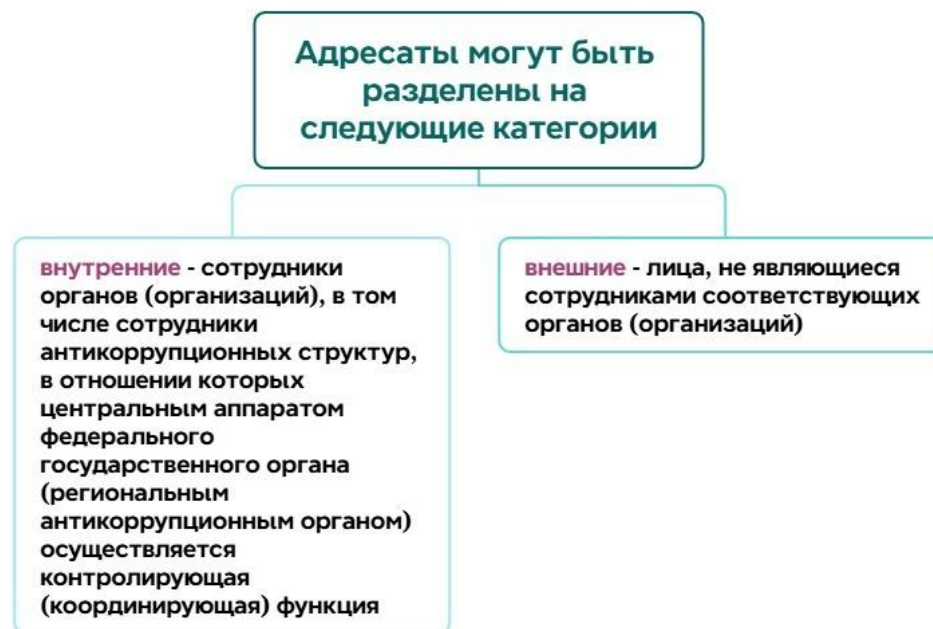 Адресаты могут быть
разделены на
следующие категории
внутренние - сотрудники
органов (организаций), в том
числе сотрудники
антикоррупционных структур,
в отношении которых
центральным аппаратом
федерального
государственного органа
(региональным
антикоррупционным органом)
осуществляется
контролирующая
(координирующая) функция
внешние - лица, не являющиеся
сотрудниками соответствующих
органов (организаций)